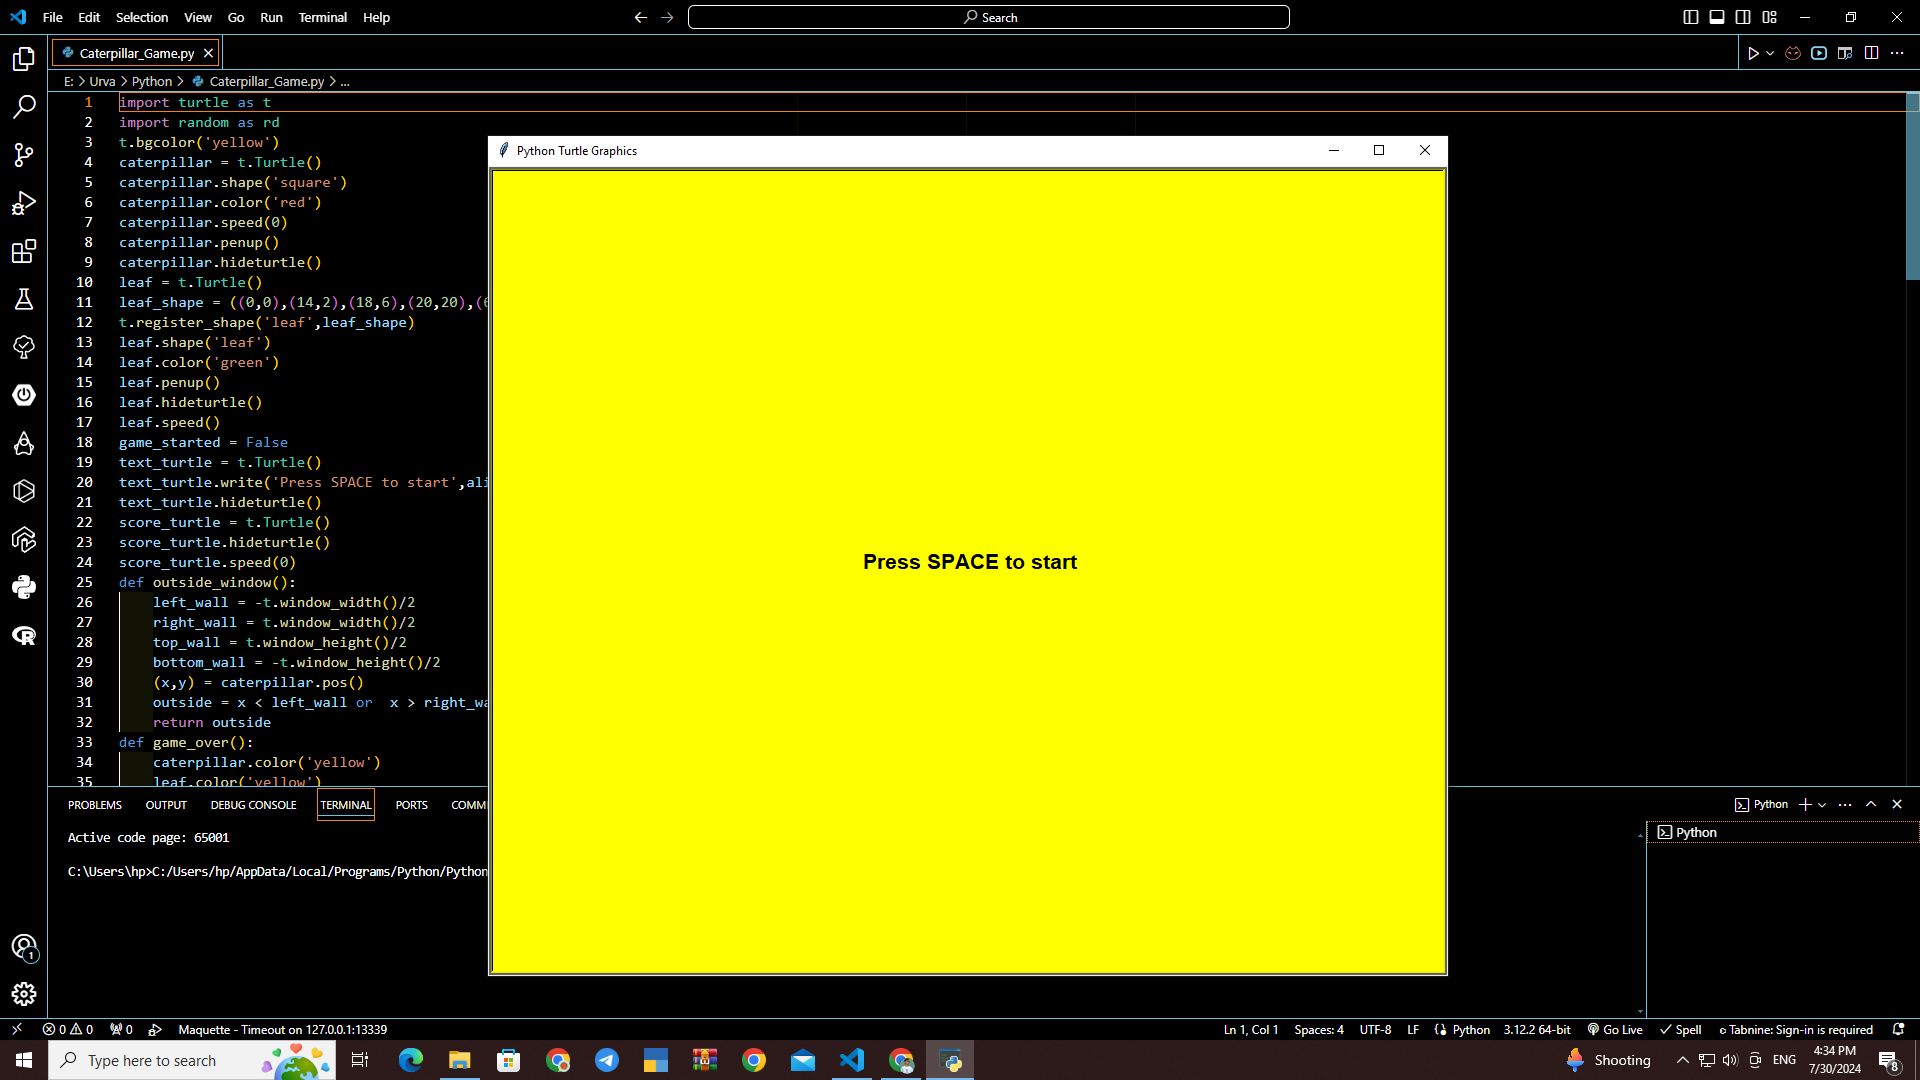 File Edit Selection View Go Run Terminal Help
Search
Caterpillar_Game.py
E: > Urva > Python > Caterpillar_Game.py > ...
1 import turtle as t
2 import random as rd
3 t.bgcolor('yellow')
4 caterpillar = t.Turtle()
5 caterpillar.shape('square')
6 caterpillar.color('red')
7 caterpillar.speed(0)
8 caterpillar.penup()
9 caterpillar.hideturtle()
10 leaf = t.Turtle()
11 leaf_shape = ((0,0),(14,2),(18,6),(20,20),(6
12 t.register_shape('leaf',leaf_shape)
13 leaf.shape('leaf')
14 leaf.color('green')
15 leaf.penup()
16 leaf.hideturtle()
17 leaf.speed()
18 game_started = False
19 text_turtle = t.Turtle()
20 text_turtle.write('Press SPACE to start',ali
21 text_turtle.hideturtle()
22 score_turtle = t.Turtle()
23 score_turtle.hideturtle()
24 score_turtle.speed(0)
25 def outside_window():
26 left_wall = -t.window_width()/2
27 right_wall = t.window_width()/2
28 top_wall = t.window_height()/2
29 bottom_wall = -t.window_height()/2
30 (x,y) = caterpillar.pos()
31 outside = x < left_wall or  x > right_wa
32 return outside
33 def game_over():
34 caterpillar.color('yellow')
35 leaf.color('yellow')
Python Turtle Graphics
Press SPACE to start
PROBLEMS OUTPUT DEBUG CONSOLE TERMINAL PORTS COMM
Python
Active code page: 65001
C:\Users\hp>C:/Users/hp/AppData/Local/Programs/Python/Python
Python
1
0 0 0 Maquette - Timeout on 127.0.0.1:13339
Ln 1, Col 1 Spaces: 4 UTF-8 LF Python 3.12.2 64-bit Go Live Spell Tabnine: Sign-in is required
Type here to search
Shooting
ENG
4:34 PM
7/30/2024
8